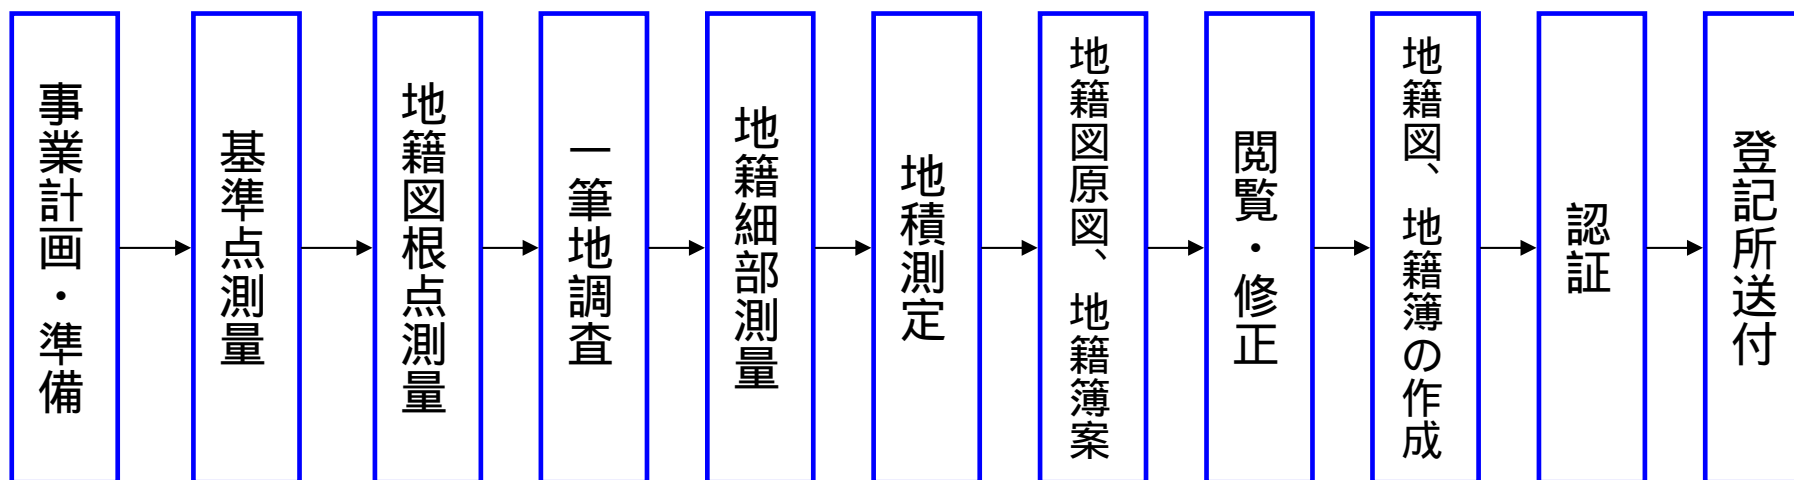 事業計画・準備
基準点測量
地籍図根点測量
一筆地調査
地籍細部測量
地積測定
地籍図原図、地籍簿案
閲覧・修正
地籍図、地籍簿の作成
認証
登記所送付